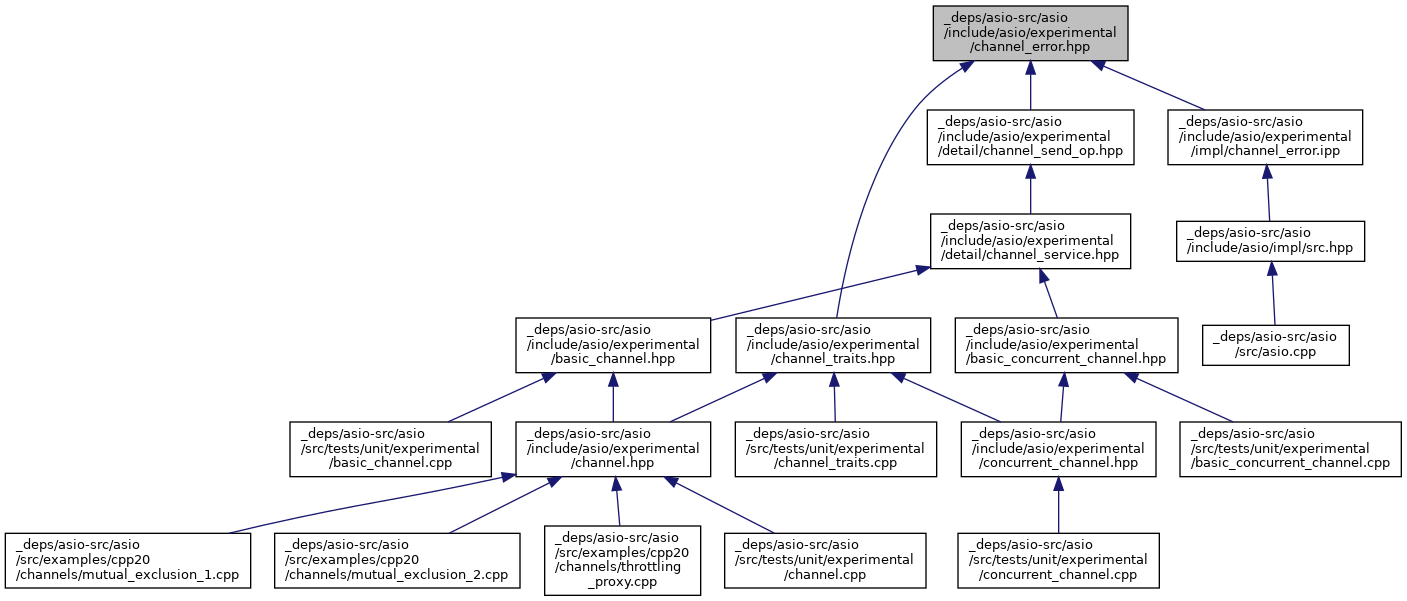 _deps/asio-src/asio
/include/asio/experimental
/channel_error.hpp
_deps/asio-src/asio
/include/asio/experimental
/detail/channel_send_op.hpp
_deps/asio-src/asio
/include/asio/experimental
/impl/channel_error.ipp
_deps/asio-src/asio
/include/asio/experimental
/detail/channel_service.hpp
_deps/asio-src/asio
/include/asio/impl/src.hpp
_deps/asio-src/asio
/include/asio/experimental
/basic_channel.hpp
_deps/asio-src/asio
/include/asio/experimental
/channel_traits.hpp
_deps/asio-src/asio
/include/asio/experimental
/basic_concurrent_channel.hpp
_deps/asio-src/asio
/src/asio.cpp
_deps/asio-src/asio
/src/tests/unit/experimental
/basic_channel.cpp
_deps/asio-src/asio
/include/asio/experimental
/channel.hpp
_deps/asio-src/asio
/src/tests/unit/experimental
/channel_traits.cpp
_deps/asio-src/asio
/include/asio/experimental
/concurrent_channel.hpp
_deps/asio-src/asio
/src/tests/unit/experimental
/basic_concurrent_channel.cpp
_deps/asio-src/asio
/src/examples/cpp20
/channels/mutual_exclusion_1.cpp
_deps/asio-src/asio
/src/examples/cpp20
/channels/mutual_exclusion_2.cpp
_deps/asio-src/asio
/src/examples/cpp20
/channels/throttling
_proxy.cpp
_deps/asio-src/asio
/src/tests/unit/experimental
/channel.cpp
_deps/asio-src/asio
/src/tests/unit/experimental
/concurrent_channel.cpp